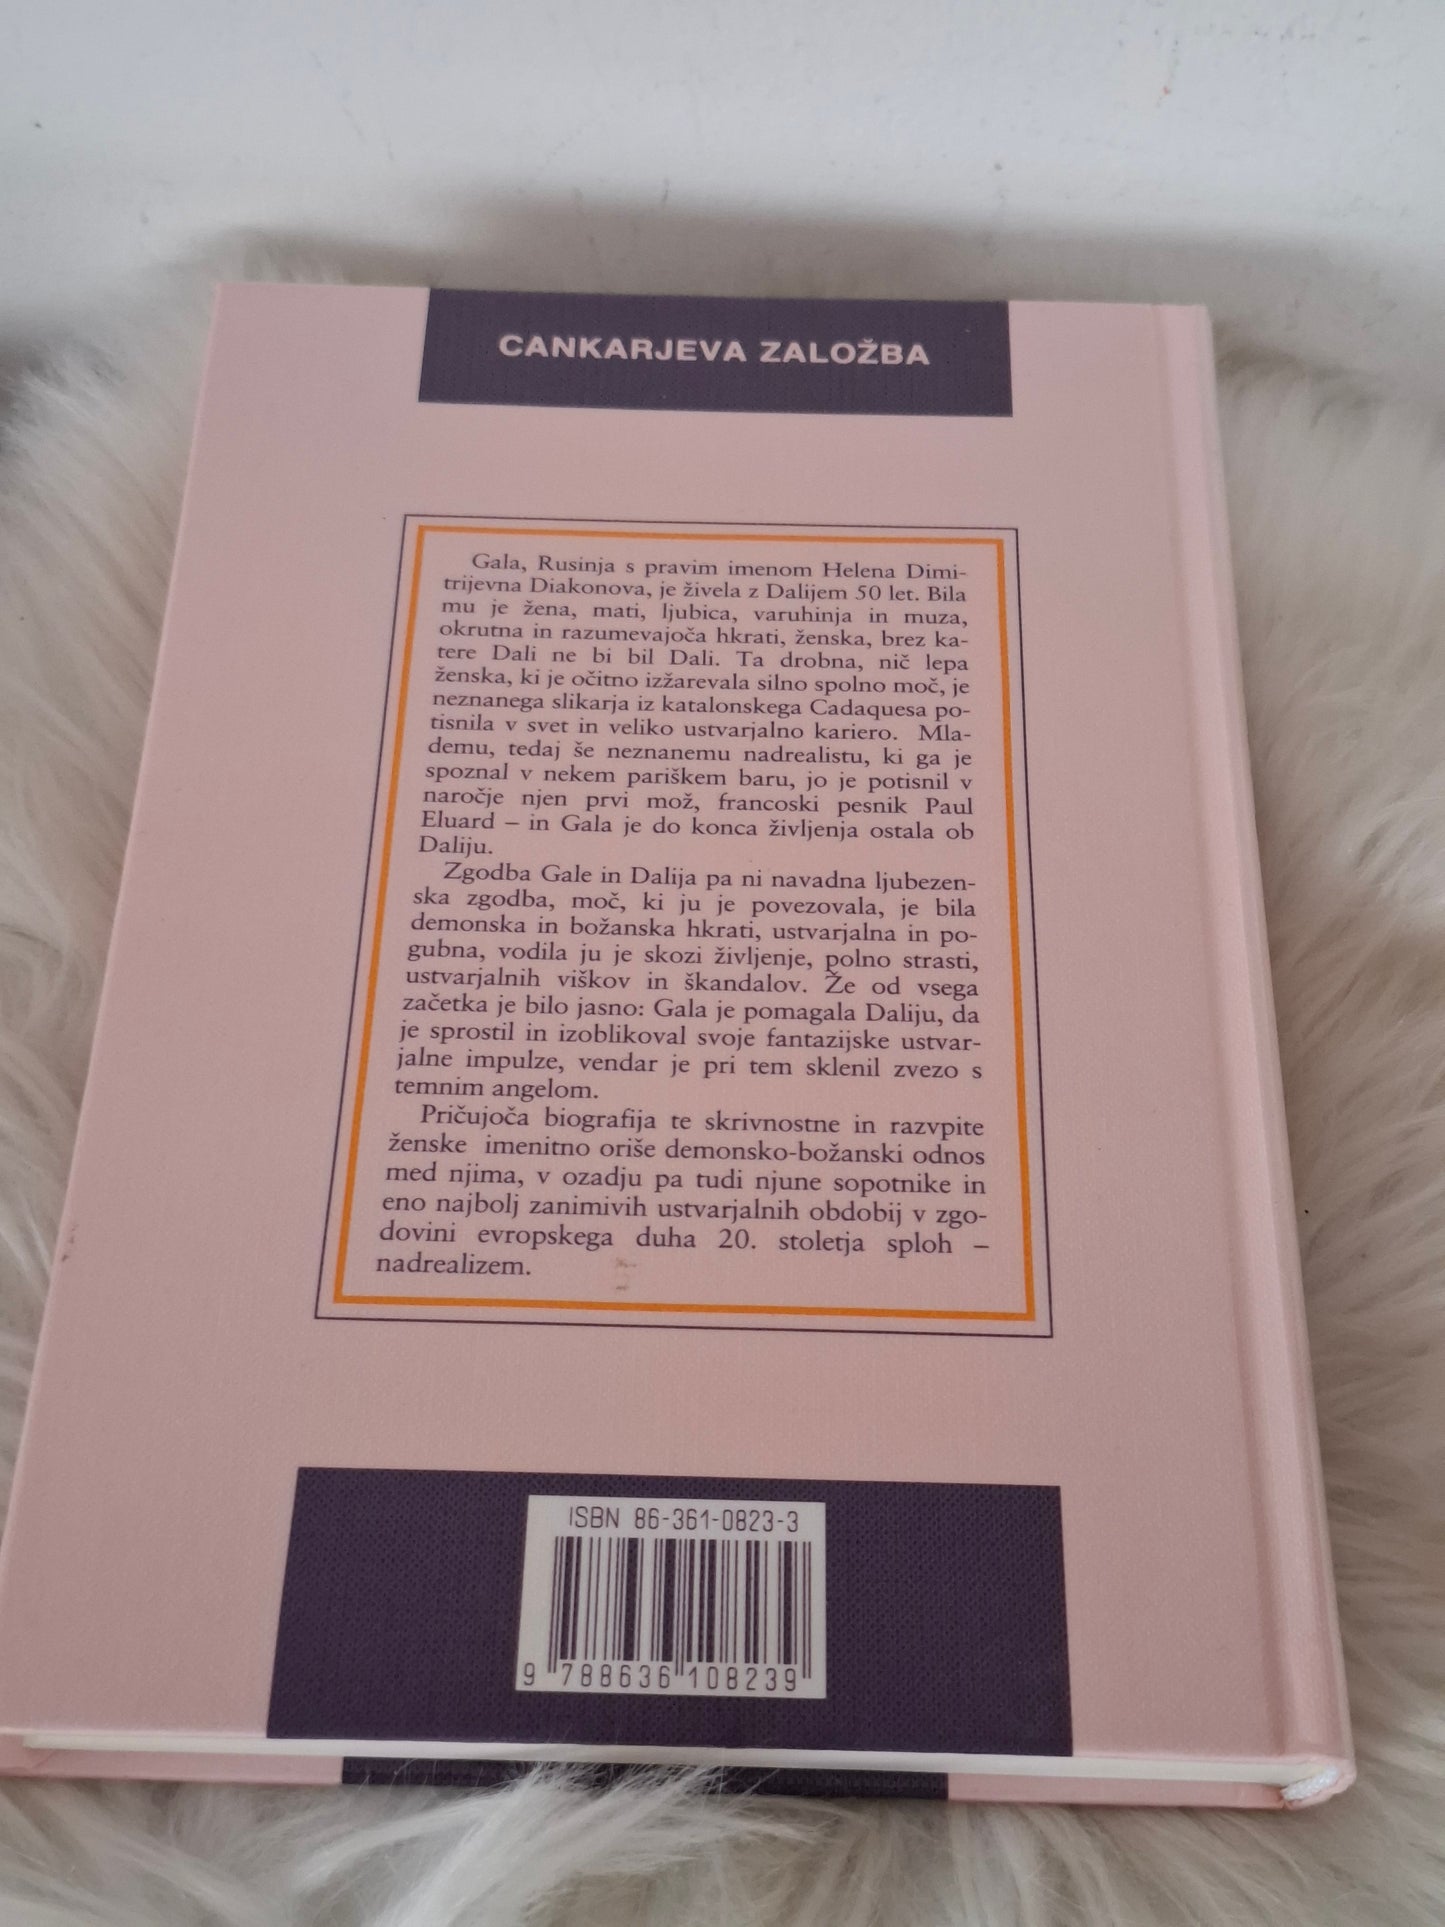 CANKARJEVA ZALOŽBA
Gala, Rusinja s pravim imenom Helena Dimi-
trijevna Diakonova, je živela z Dalijem 50 let. Bila
mu je žena, mati, ljubica, varuhinja in muza,
okrutna in razumevajoča hkrati, ženska, brez ka-
tere Dali ne bi bil Dali. Ta drobna, nič lepa
ženska, ki je očitno izžarevala silno spolno moč, je
neznanega slikarja iz katalonskega Cadaquesa po-
tisnila v svet in veliko ustvarjalno kariero. Mla-
demu, tedaj še neznanemu nadrealistu, ki ga je
spoznal v nekem pariškem baru, jo je potisnil v
naročje njen prvi mož, francoski pesnik Paul
Eluard – in Gala je do konca življenja ostala ob
Daliju.
Zgodba Gale in Dalija pa ni navadna ljubezen-
ska zgodba, moč, ki ju je povezovala, je bila
demonska in božanska hkrati, ustvarjalna in po-
gubna, vodila ju je skozi življenje, polno strasti,
ustvarjalnih viškov in škandalov. Že od vsega
začetka je bilo jasno: Gala je pomagala Daliju, da
je sprostil in izoblikoval svoje fantazijske ustvar-
jalne impulze, vendar je pri tem sklenil zvezo s
temnim angelom.
Pričujoča biografija te skrivnostne in razvpite
ženske imenitno oriše demonsko-božanski odnos
med njima, v ozadju pa tudi njune sopotnike in
eno najbolj zanimivih ustvarjalnih obdobij v zgo-
dovini evropskega duha 20. stoletja sploh –
nadrealizem.
ISBN 86-361-0823-3
9 788636 108239